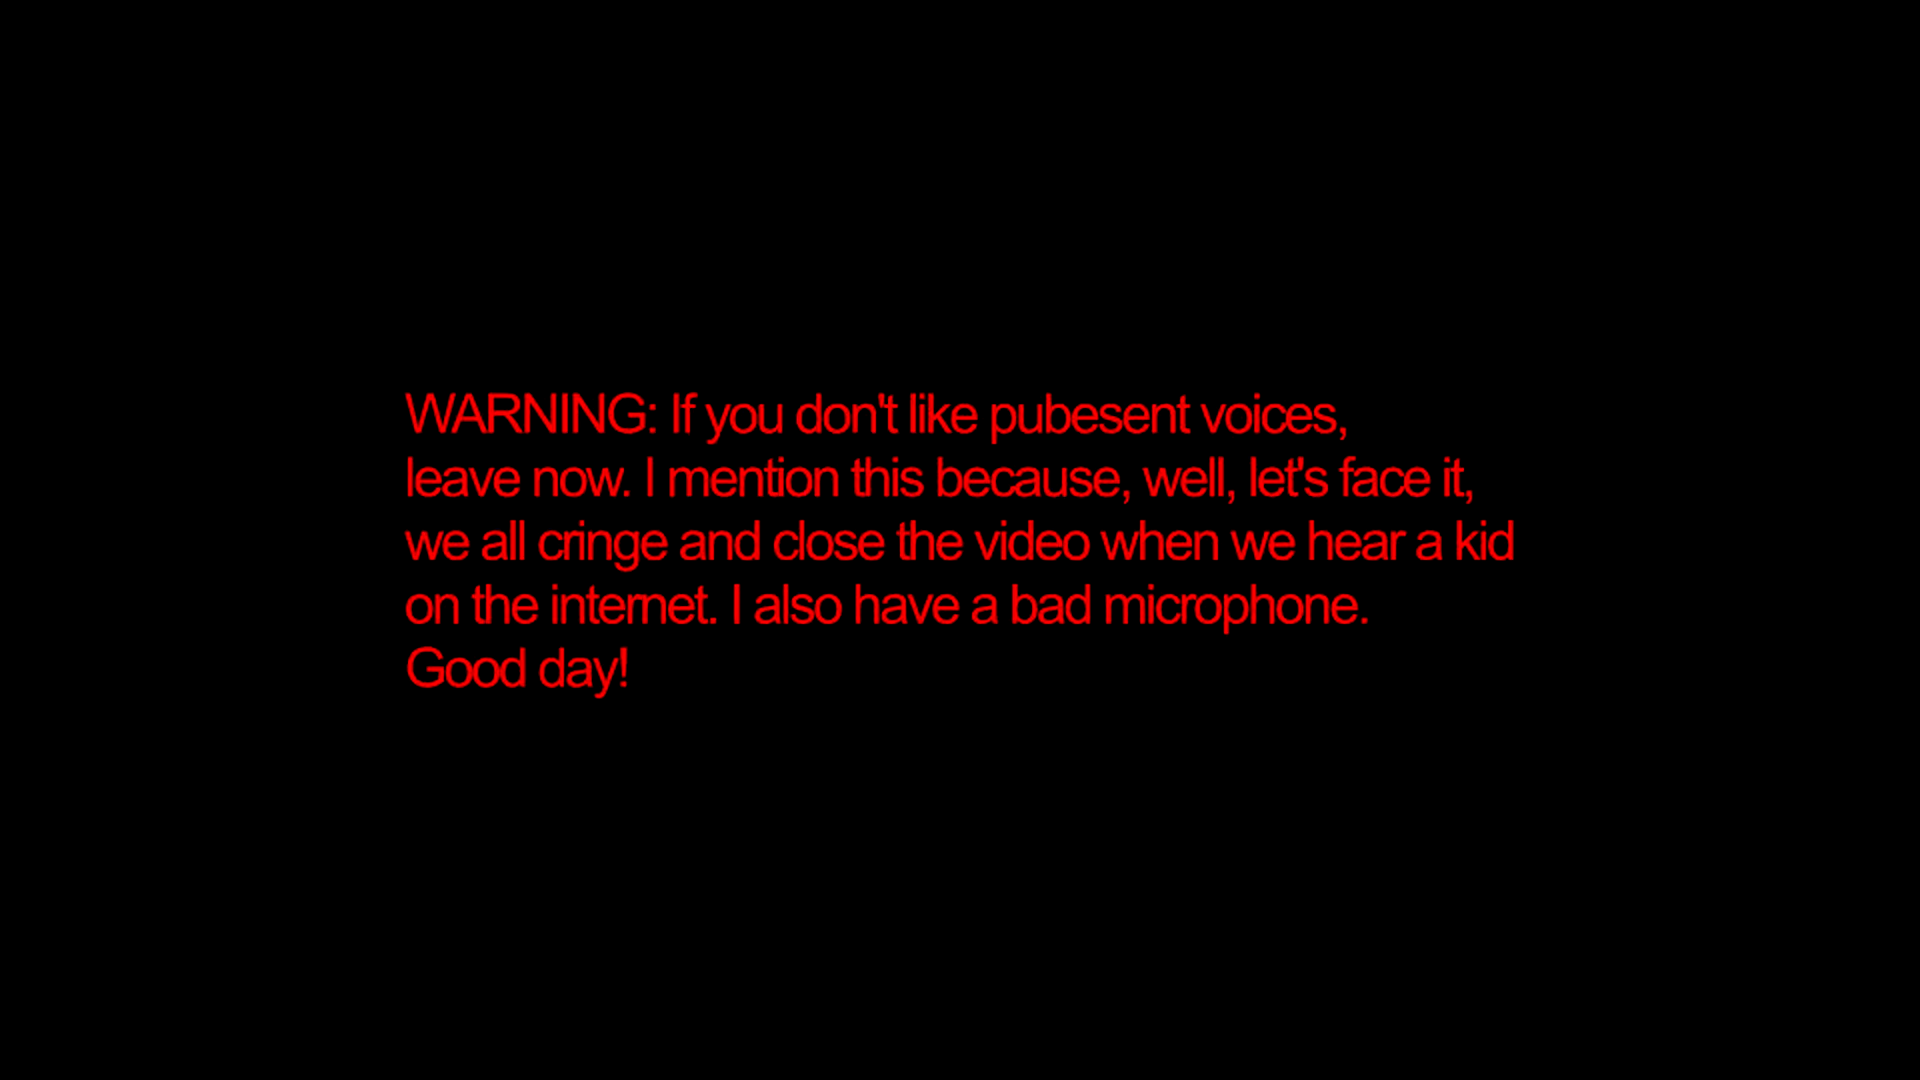 WARNING: If you don't like pubesent voices,
leave now. I mention this because, well, let's face it,
we all cringe and close the video when we hear a kid
on the internet. I also have a bad microphone.
Good day!